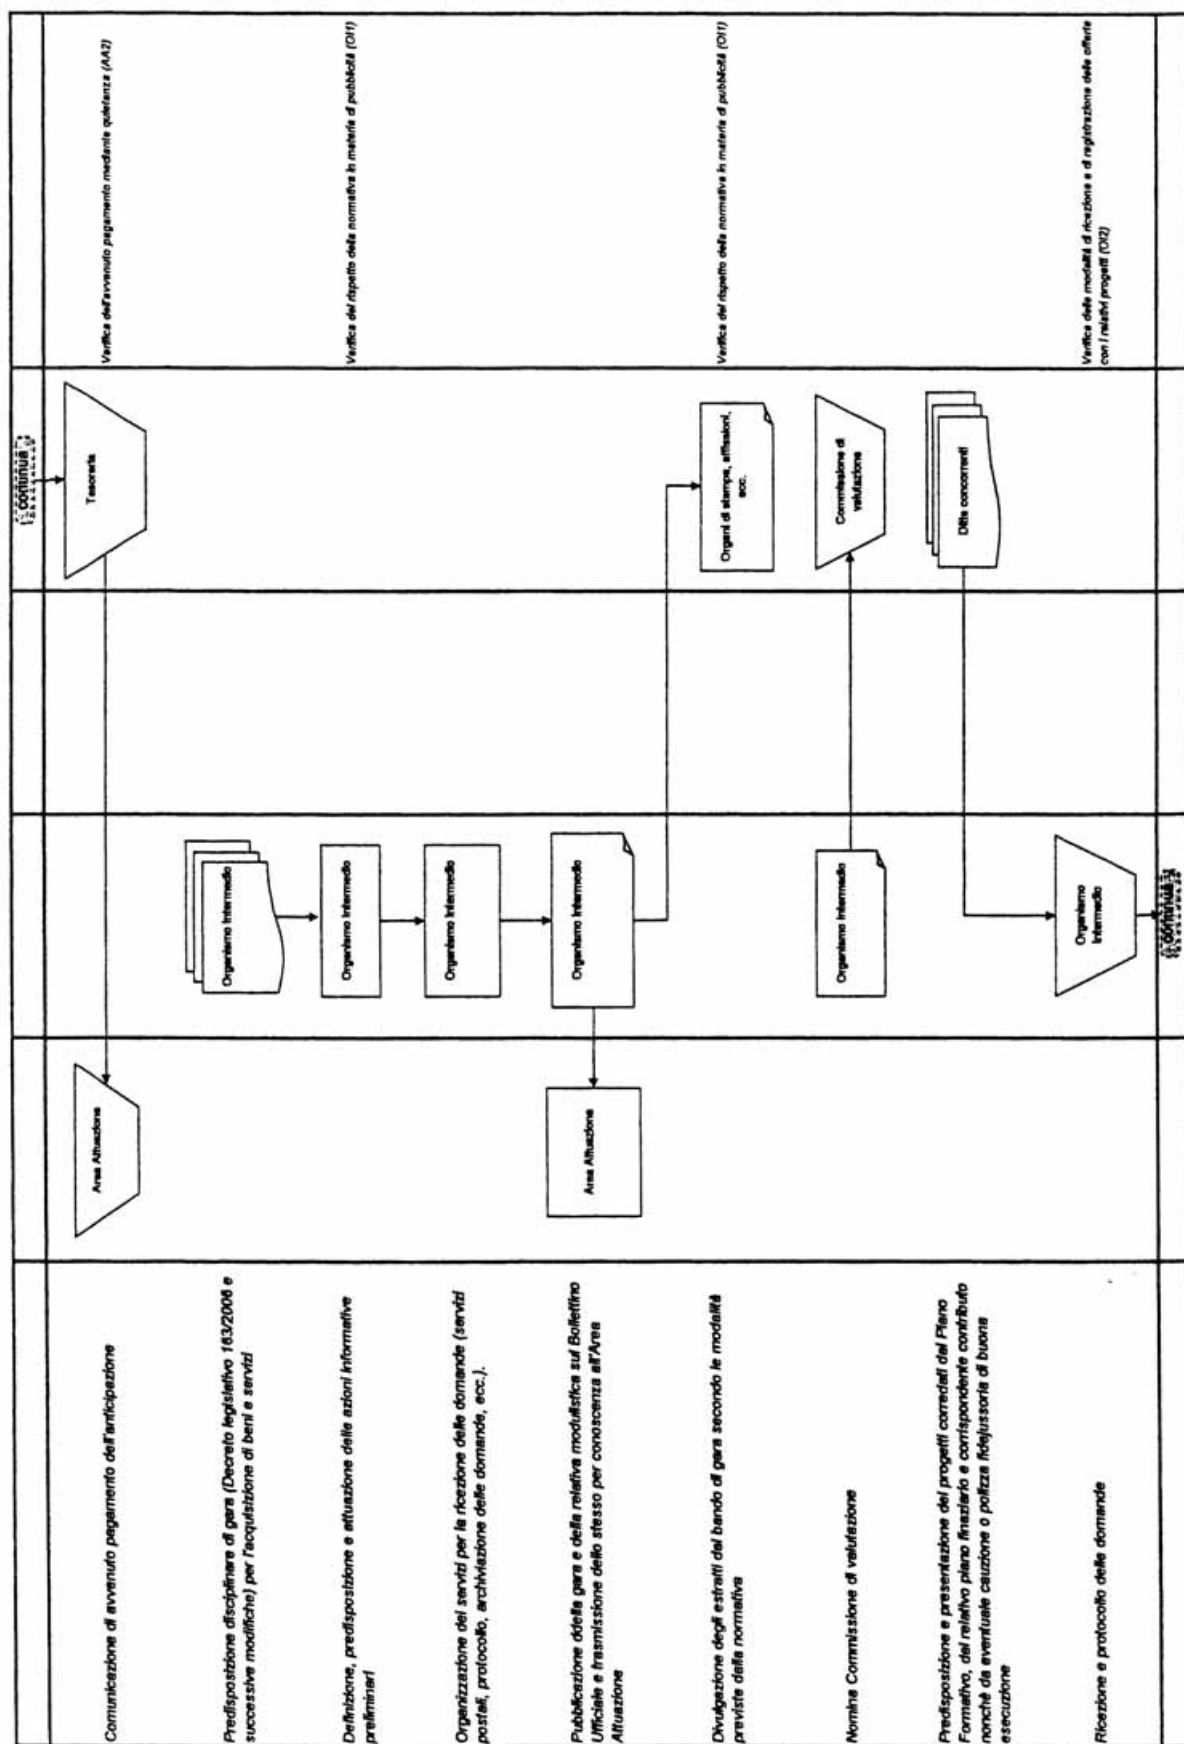 continua
Comunicazione di avvenuto pagamento dell'anticipazione
Area Attuazione
Tesoreria
Verifica dell'avvenuto pagamento mediante quietanza (AA2)
Predisposizione disciplinare di gara (Decreto legislativo 163/2006 e
successive modifiche) per l'acquisizione di beni e servizi
Organismo Intermedio
Definizione, predisposizione e attuazione delle azioni informative
preliminari
Organismo Intermedio
Verifica del rispetto della normativa in materia di pubblicità (OI1)
Organizzazione dei servizi per la ricezione delle domande (servizi
postali, protocollo, archiviazione delle domande, ecc.).
Organismo Intermedio
Pubblicazione ddella gara e della relativa modulistica sul Bollettino
Ufficiale e trasmissione dello stesso per conoscenza all'Area
Attuazione
Area Attuazione
Organismo Intermedio
Divulgazione degli estratti del bando di gara secondo le modalità
previste dalla normativa
Organi di stampa, affissioni,
ecc.
Verifica del rispetto della normativa in materia di pubblicità (OI1)
Nomina Commissione di valutazione
Organismo Intermedio
Commissione di
valutazione
Predisposizione e presentazione dei progetti corredati dal Piano
Formativo, del relativo piano finaziario e corrispondente contributo
nonchè da eventuale cauzione o polizza fidejussoria di buona
esecuzione
Ditte concorrenti
Ricezione e protocollo delle domande
Organismo
Intermedio
Verifica delle modalità di ricezione e di registrazione delle offerte
con i relativi progetti (OI2)
continua